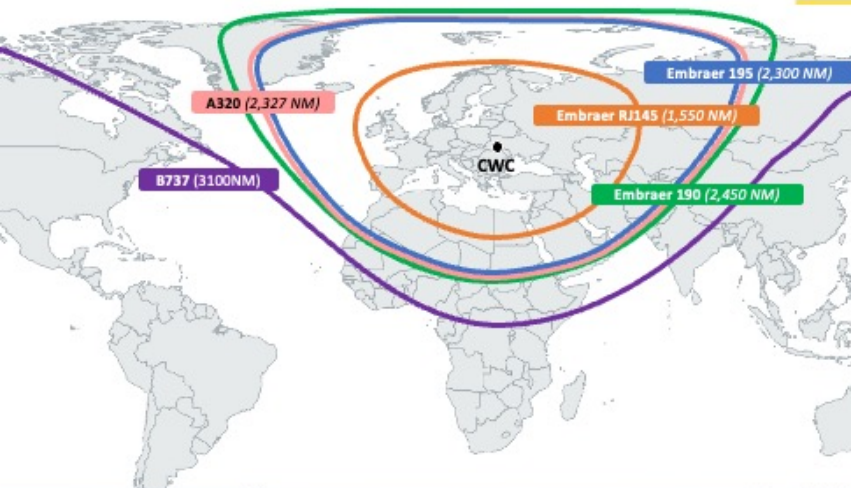 Embraer 195 (2,300 NM)
A320 (2,327 NM)
Embraer RJ145 (1,550 NM)
CWC
B737 (3100NM)
Embraer 190 (2,450 NM)